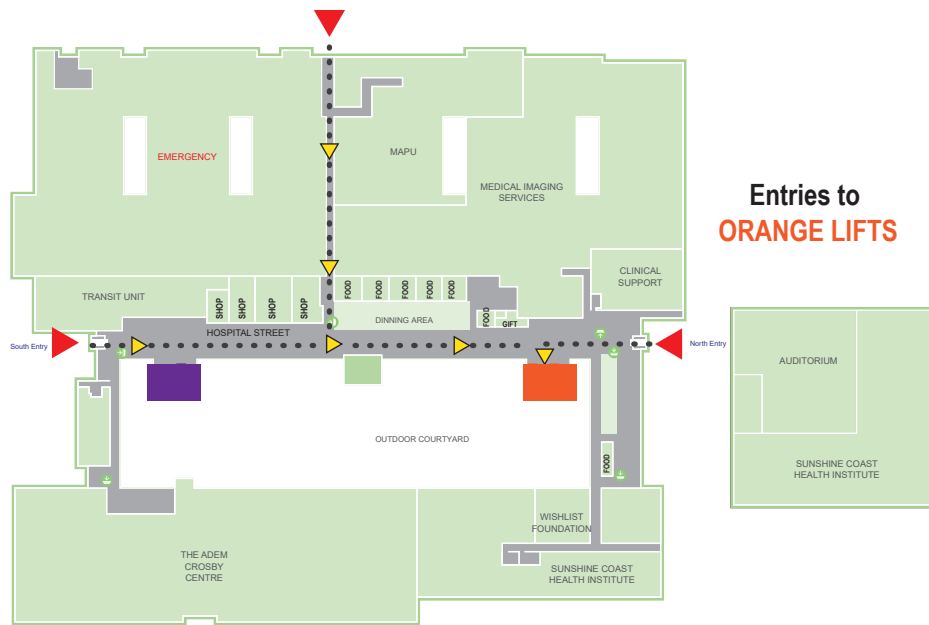 EMERGENCY
MAPU
MEDICAL IMAGING
SERVICES
Entries to
ORANGE LIFTS
CLINICAL
SUPPORT
TRANSIT UNIT
SHOP
SHOP
SHOP
SHOP
FOOD
FOOD
FOOD
FOOD
FOOD
DINNING AREA
FOOD
GIFT
HOSPITAL STREET
South Entry
North Entry
AUDITORIUM
OUTDOOR COURTYARD
FOOD
SUNSHINE COAST
HEALTH INSTITUTE
WISHLIST
FOUNDATION
THE ADEM
CROSBY
CENTRE
SUNSHINE COAST
HEALTH INSTITUTE